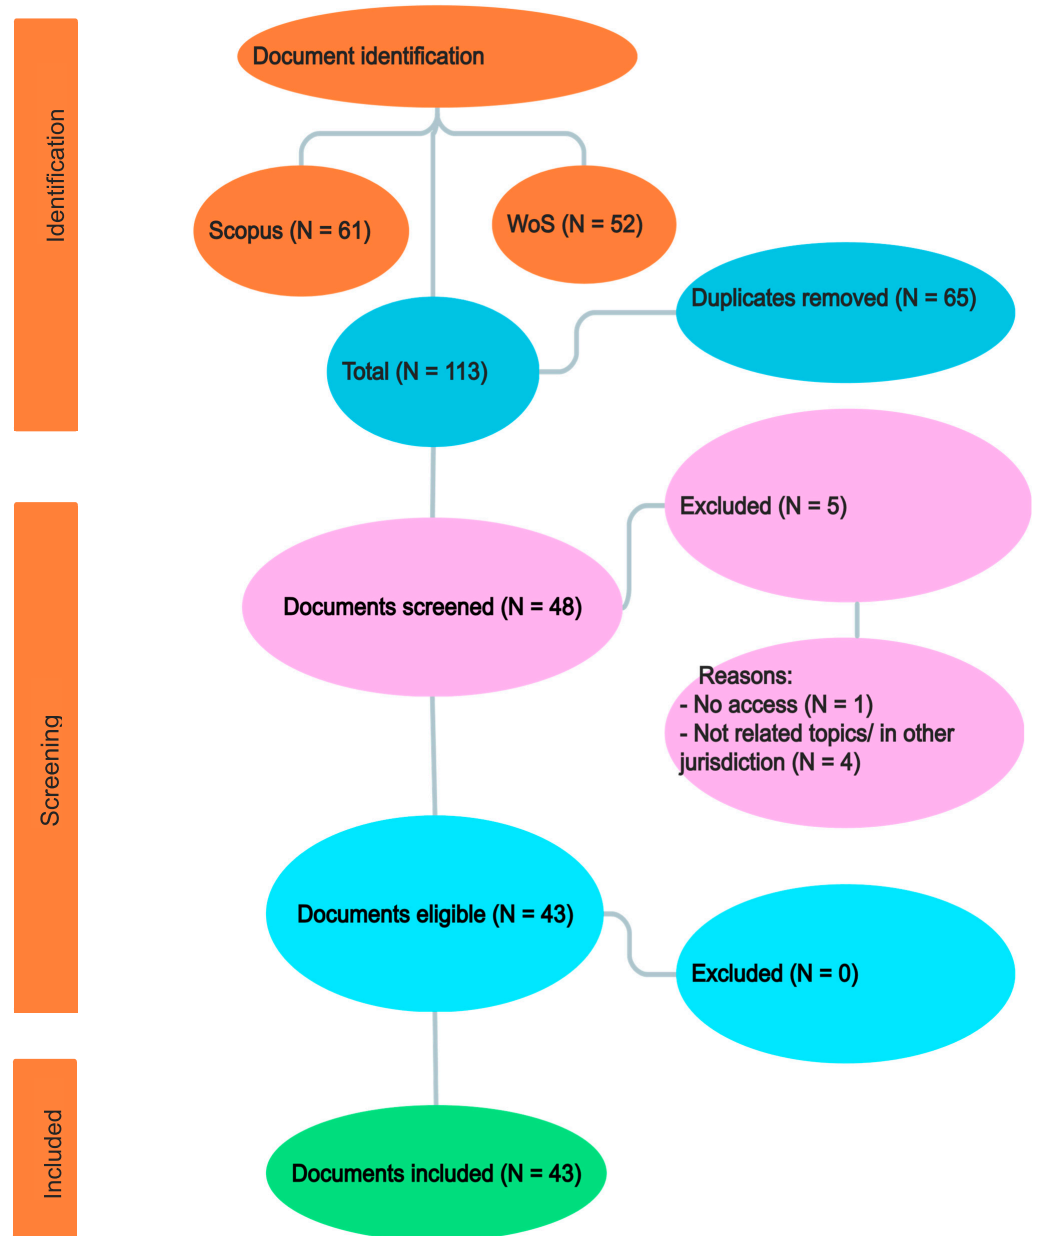 Identification
Document identification
Scopus (N = 61)
WoS (N = 52)
Duplicates removed (N = 65)
Total (N = 113)
Screening
Excluded (N = 5)
Documents screened (N = 48)
Reasons:
- No access (N = 1)
- Not related topics/ in other
jurisdiction (N = 4)
Documents eligible (N = 43)
Excluded (N = 0)
Included
Documents included (N = 43)